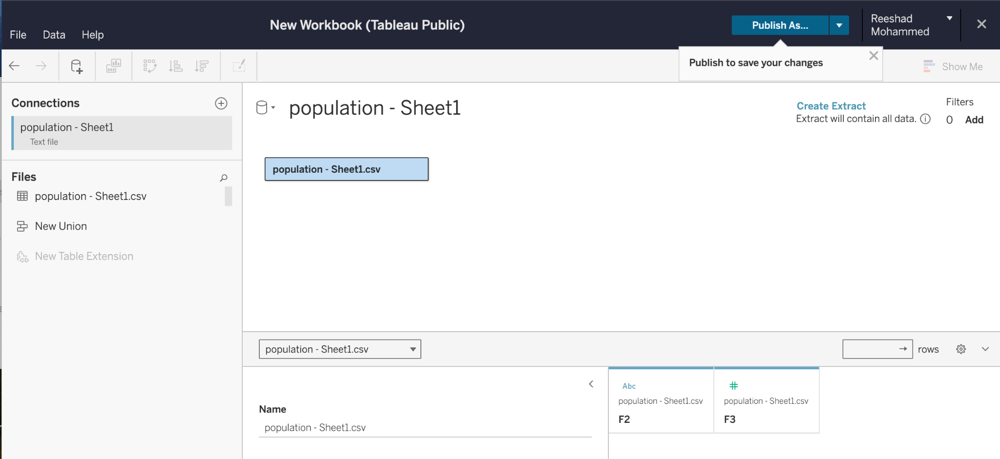 New Workbook (Tableau Public)
File Data Help
Publish As...
Reeshad
Mohammed
Publish to save your changes
Show Me
Connections
population - Sheet1
Text file
Files
population - Sheet1.csv
New Union
New Table Extension
population - Sheet1
Create Extract
Extract will contain all data.
Filters
0 Add
population - Sheet1.csv
population - Sheet1.csv
rows
Name
population - Sheet1.csv
Abc
population - Sheet1.csv
F2
#
population - Sheet1.csv
F3